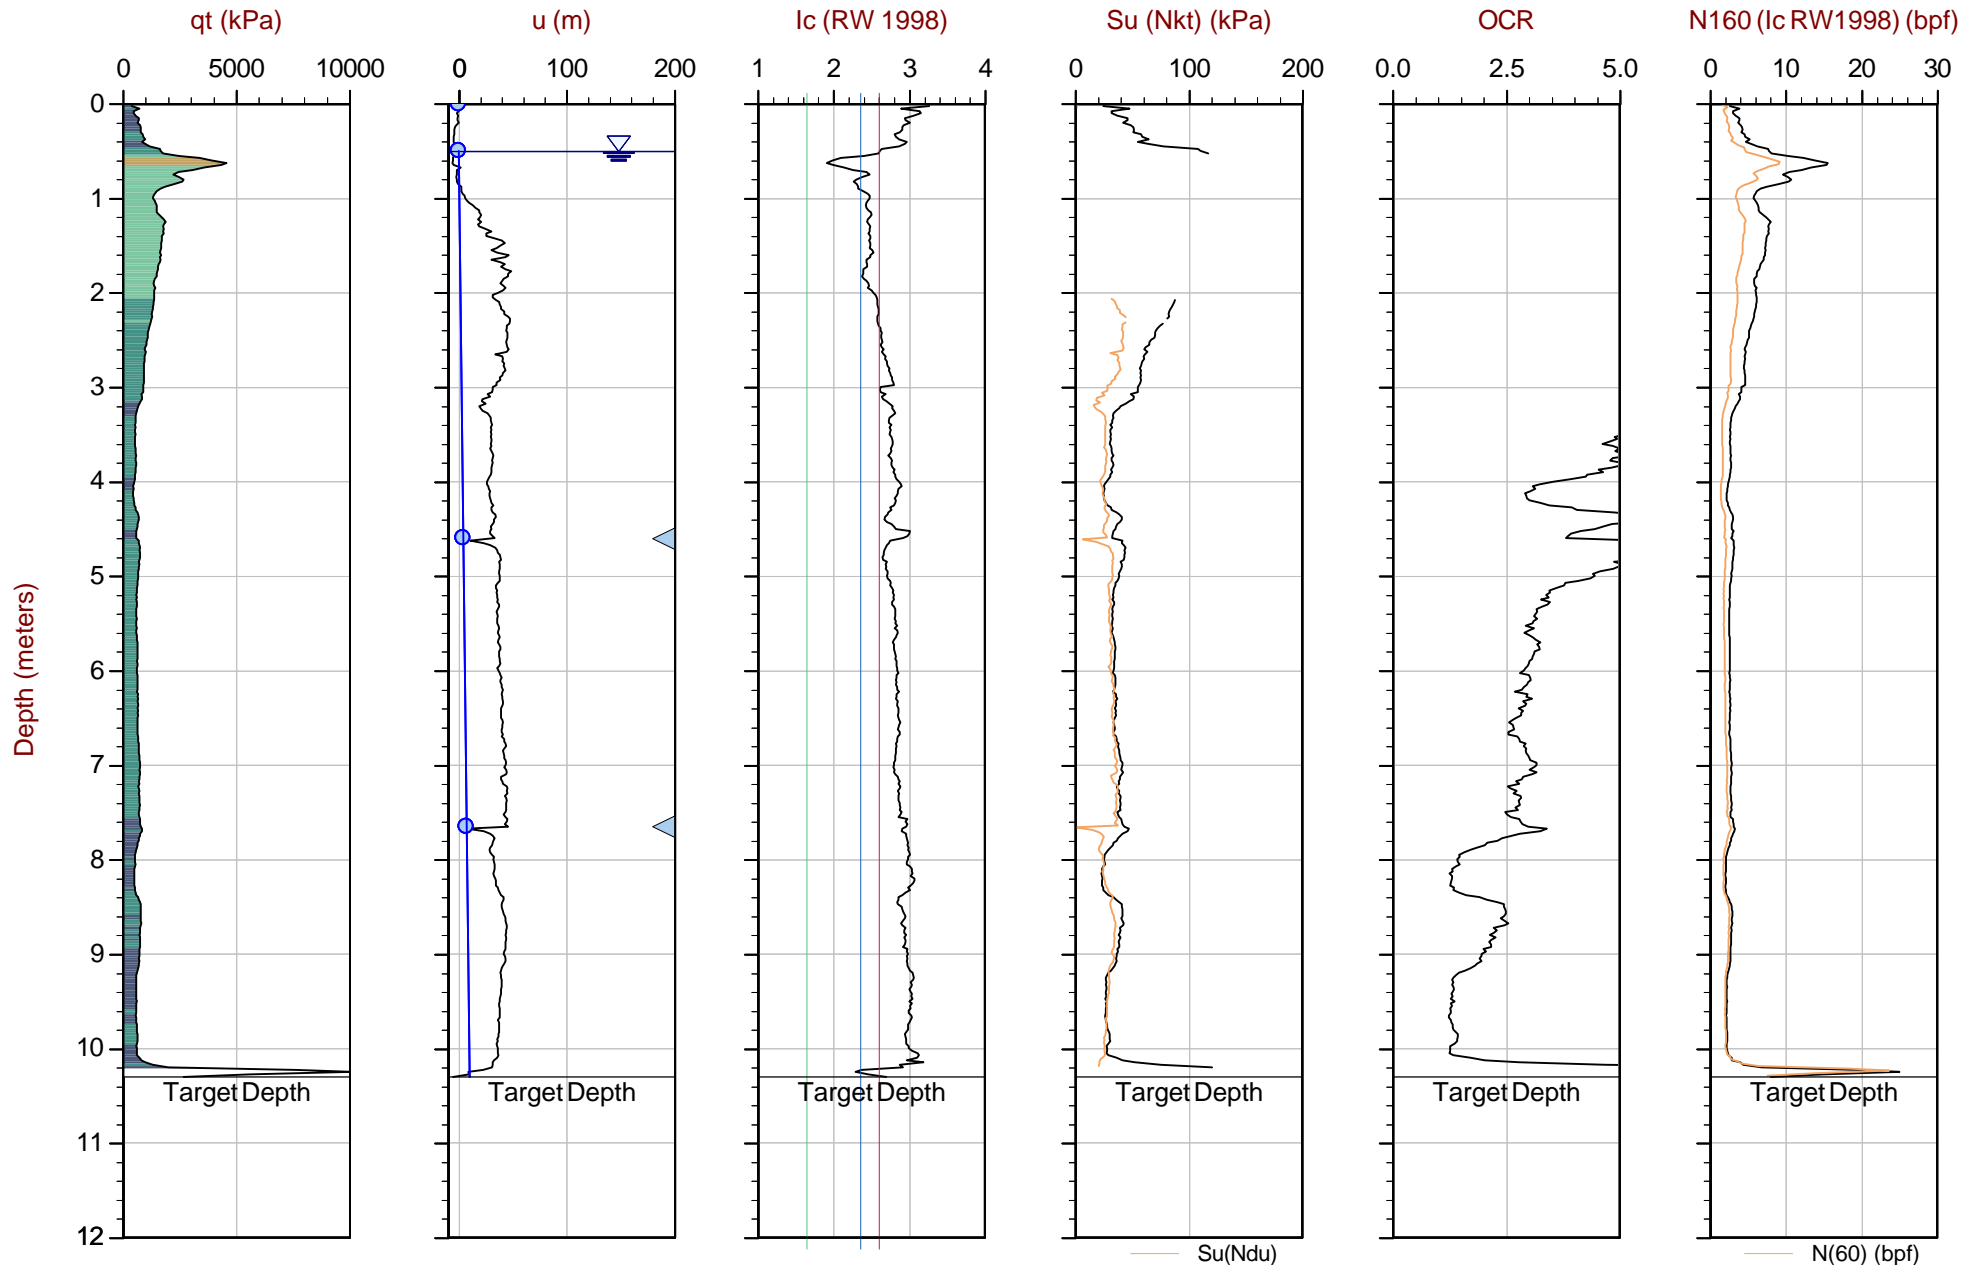 qt (kPa) u (m) Ic (RW 1998) Su (Nkt) (kPa) OCR N160 (Ic RW1998) (bpf)
0 5000 10000 0 100 200 1 2 3 4 0 100 200 0.0 2.5 5.0 0 10 20 30
0
1
2
3
4
5
6
7
8
9
10
11
12
Depth (meters)
Target Depth Target Depth Target Depth Target Depth Target Depth Target Depth
Su(Ndu) N(60) (bpf)